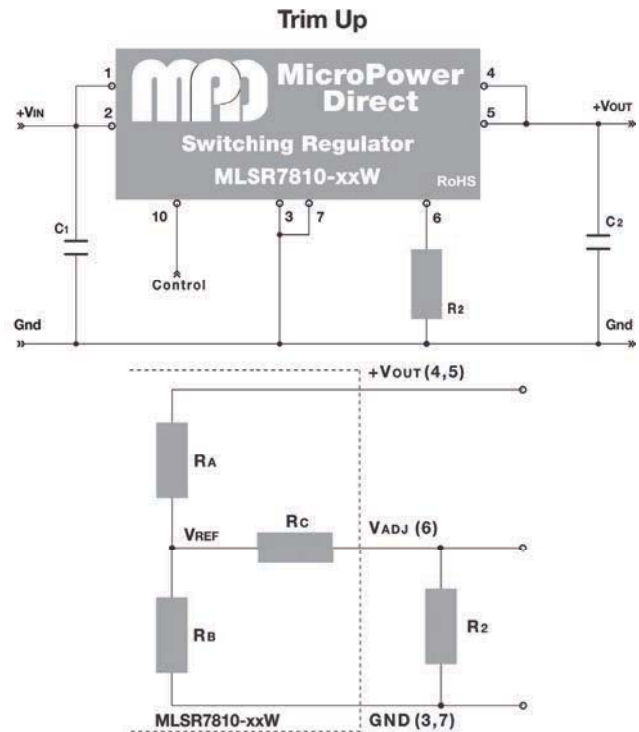 Trim Up
1
MPD
MicroPower
Direct
4
+VIN
2
5
+VOUT
Switching Regulator
MLSR7810-xxW
RoHS
10
3
7
6
C1
C2
Control
R2
Gnd
Gnd
+VOUT (4,5)
RA
RC
VREF
VADJ (6)
RB
R2
MLSR7810-xxW
GND (3,7)